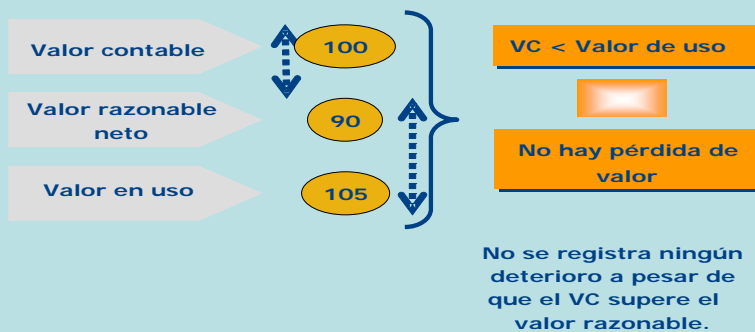 Valor contable
100
VC < Valor de uso
Valor razonable
neto
90
No hay pérdida de
valor
Valor en uso
105
No se registra ningún
deterioro a pesar de
que el VC supere el
valor razonable.